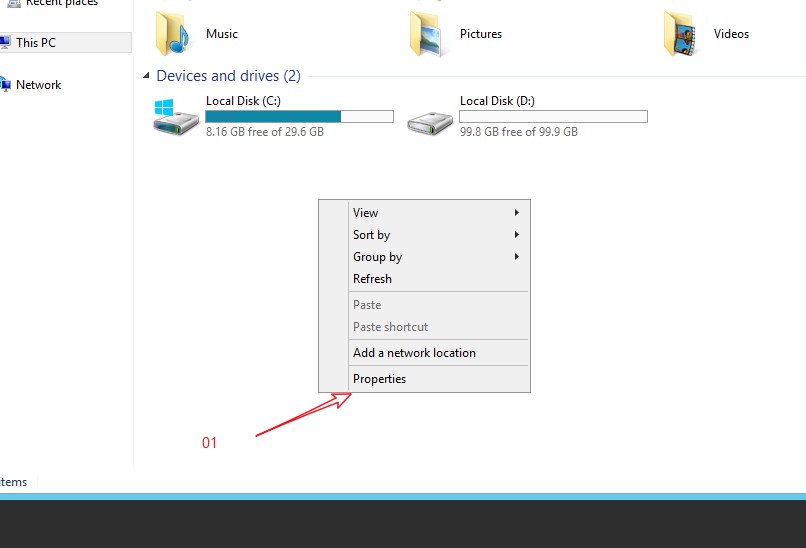 Recent places
Music
Pictures
Videos
This PC
Devices and drives (2)
Network
Local Disk (C:)
Local Disk (D:)
8.16 GB free of 29.6 GB
99.8 GB free of 99.9 GB
View
Sort by
Group by
Refresh
Paste
Paste shortcut
Add a network location
Properties
01
items